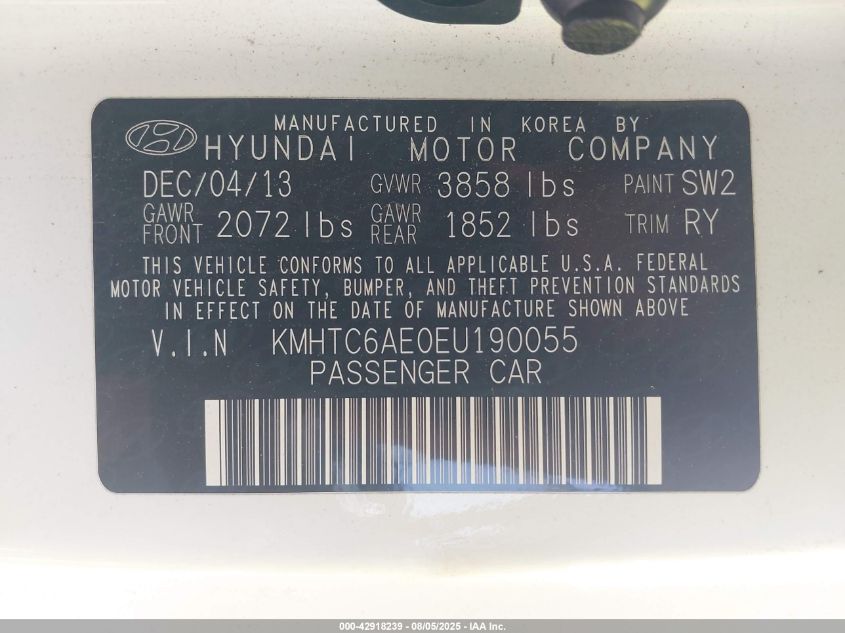 MANUFACTURED IN KOREA BY
HYUNDAI MOTOR COMPANY
DEC/04/13 GVWR 3858 lbs PAINT SW2
GAWR FRONT 2072 lbs GAWR REAR 1852 lbs TRIM RY
THIS VEHICLE CONFORMS TO ALL APPLICABLE U.S.A. FEDERAL
MOTOR VEHICLE SAFETY, BUMPER, AND THEFT PREVENTION STANDARDS
IN EFFECT ON THE DATE OF MANUFACTURE SHOWN ABOVE
V.I.N KMHTC6AE0EU190055
PASSENGER CAR
000-42918239 - 08/05/2025 - IAA Inc.